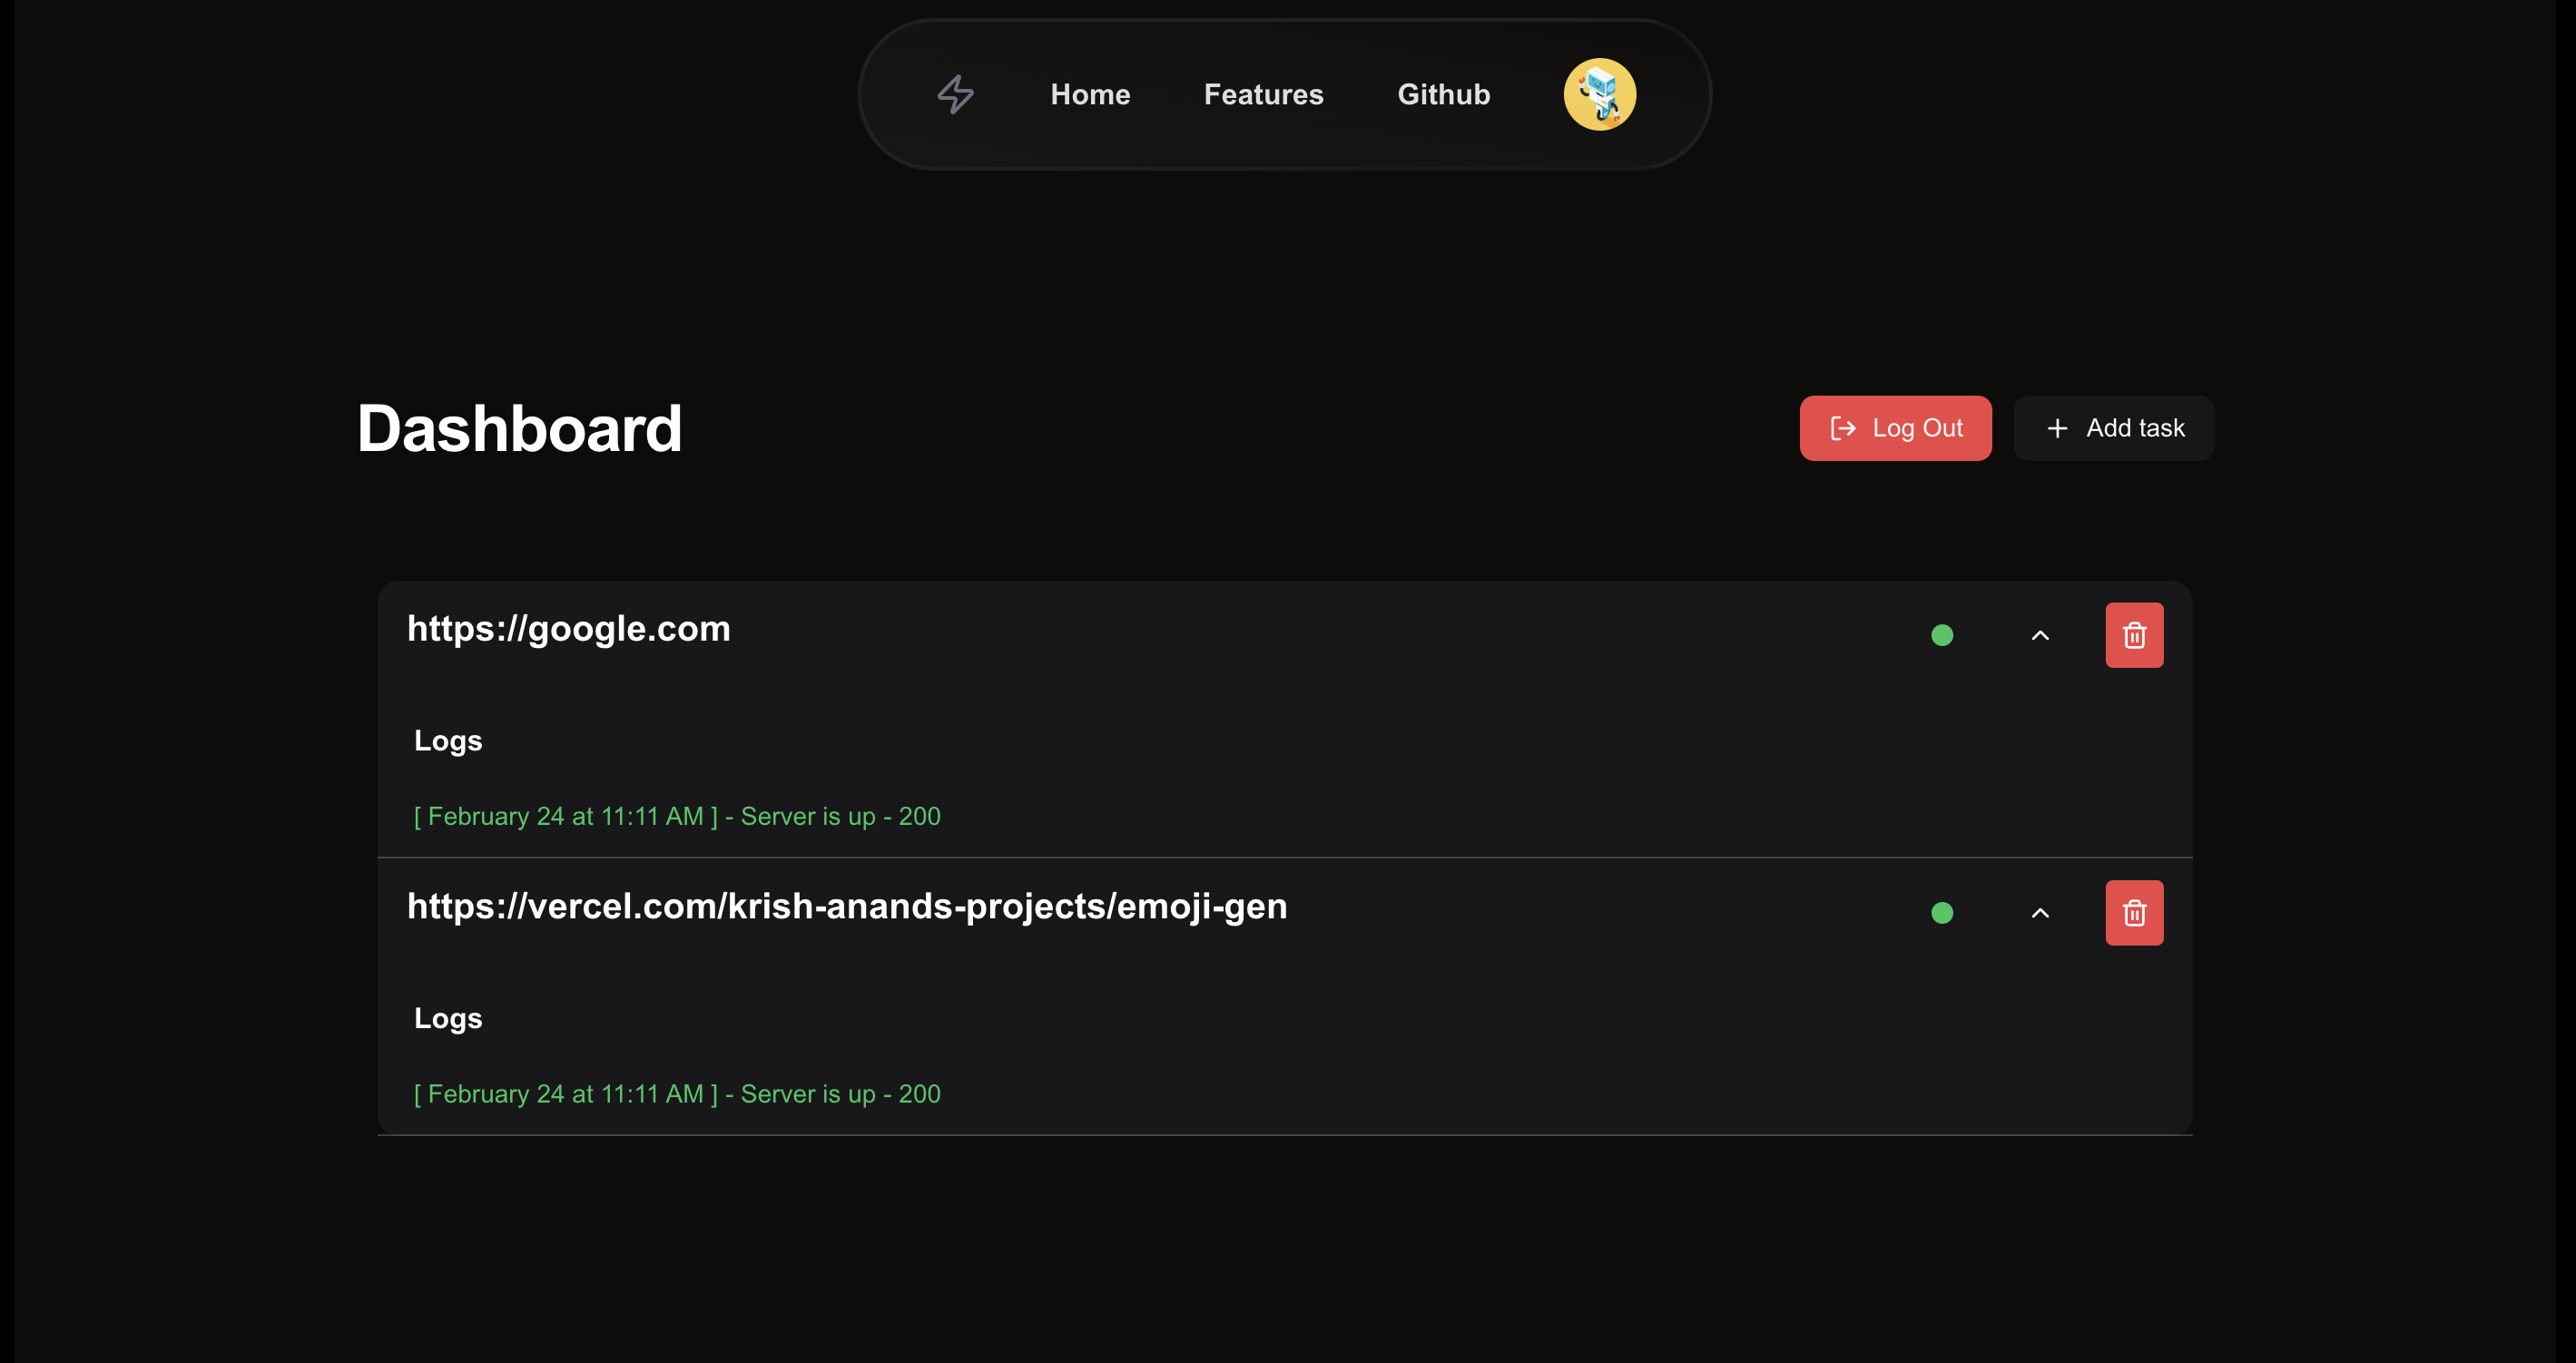 Home Features Github
Dashboard
Log Out
Add task
https://google.com
Logs
[ February 24 at 11:11 AM ] - Server is up - 200
https://vercel.com/krish-anands-projects/emoji-gen
Logs
[ February 24 at 11:11 AM ] - Server is up - 200